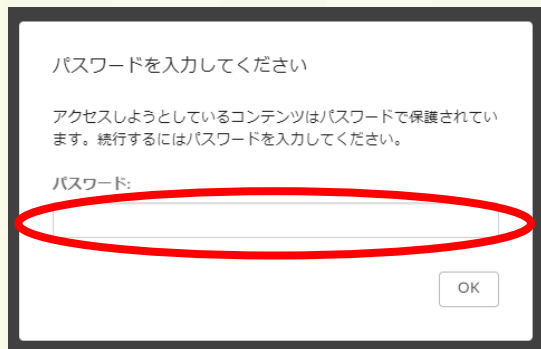 パスワードを入力してください
アクセスしようとしているコンテンツはパスワードで保護されてい
ます。続行するにはパスワードを入力してください。
パスワード:
OK